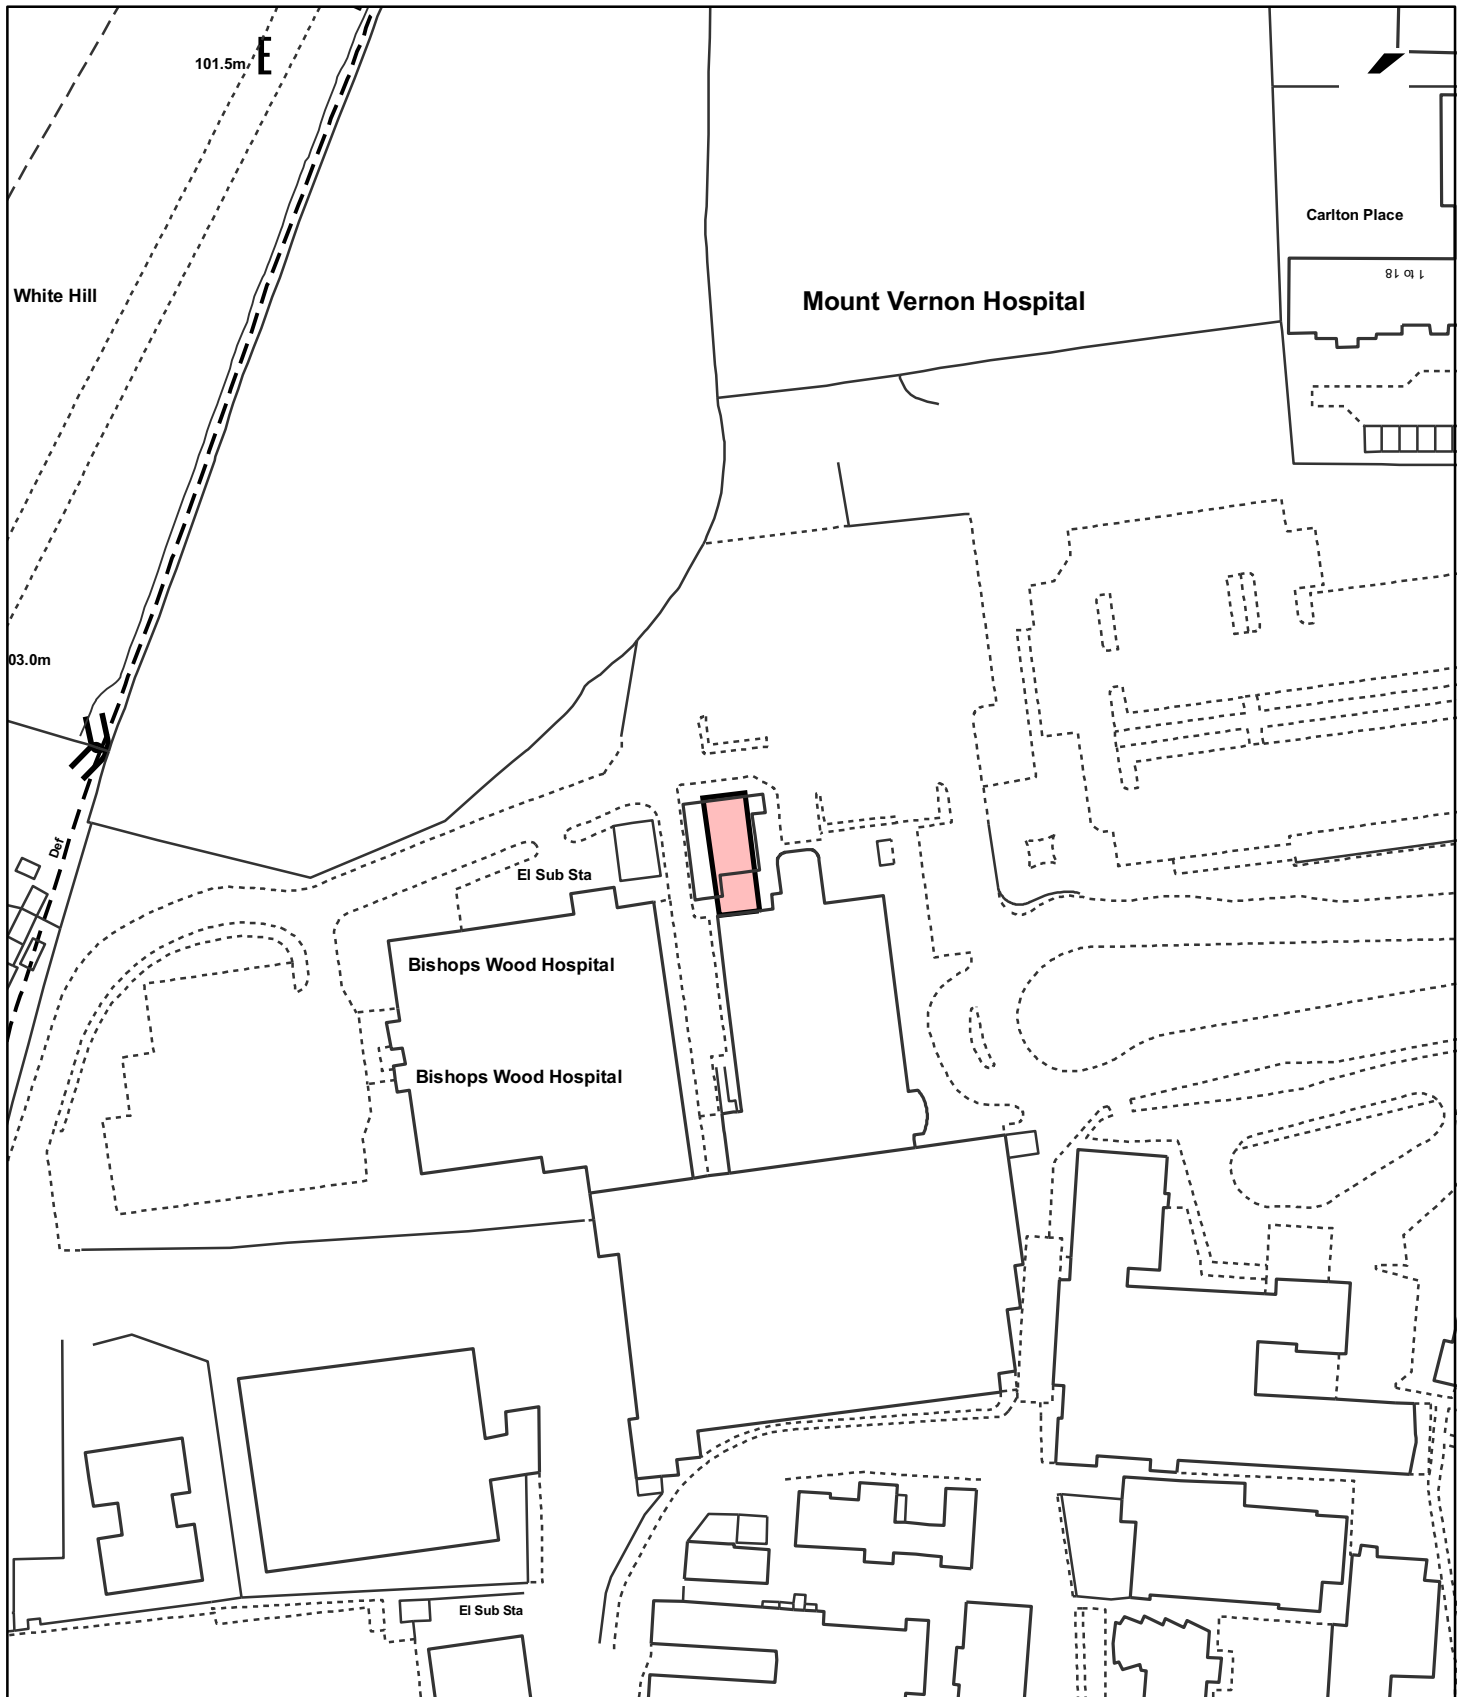 101.5m
Carlton Place
1 to 18
White Hill
Mount Vernon Hospital
03.0m
Def
El Sub Sta
Bishops Wood Hospital
Bishops Wood Hospital
El Sub Sta